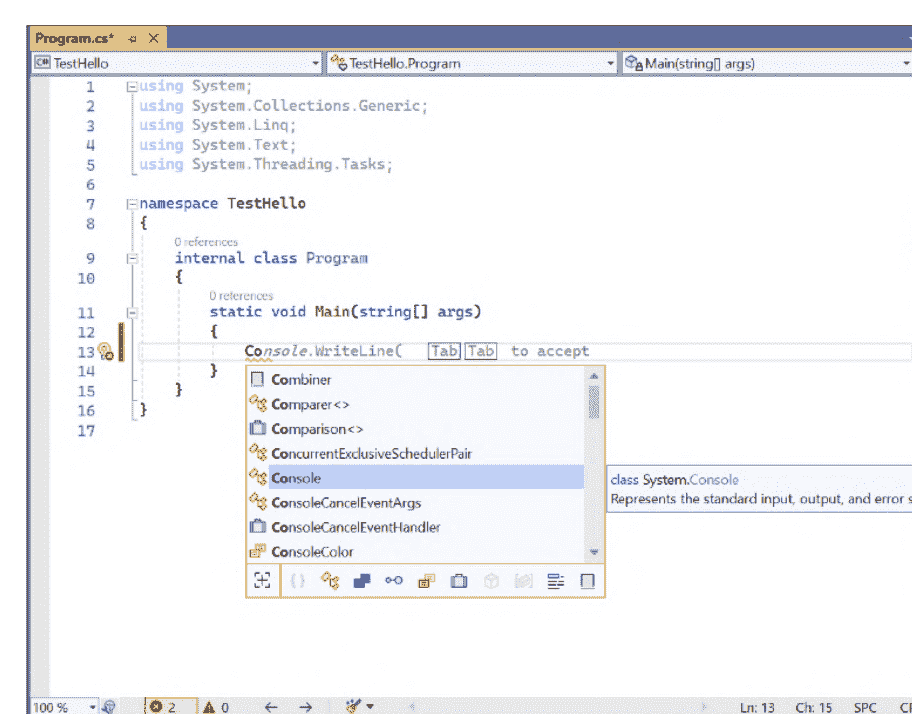 Program.cs*
TestHello TestHello.Program Main(string[] args)
1 using System;
2 using System.Collections.Generic;
3 using System.Linq;
4 using System.Text;
5 using System.Threading.Tasks;
6
7 namespace TestHello
8 {
0 references
9 internal class Program
10 {
0 references
11 static void Main(string[] args)
12 {
13 Console.WriteLine( Tab Tab to accept
14 }
15 }
16 }
17
Combiner
Comparer<>
Comparison<>
ConcurrentExclusiveSchedulerPair
Console
ConsoleCancelEventArgs
ConsoleCancelEventHandler
ConsoleColor
class System.Console
Represents the standard input, output, and error s
100 % 2 0 Ln: 13 Ch: 15 SPC